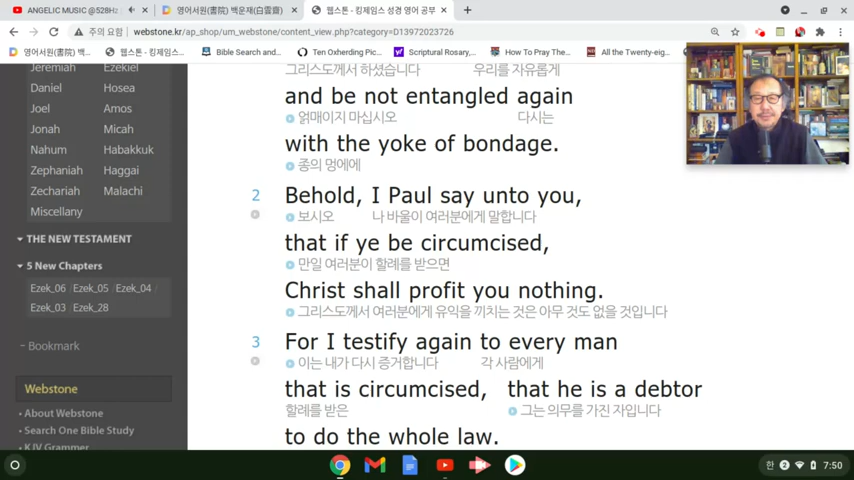 ANGELIC MUSIC @528Hz
영어서원(書院) 백운재(白雲齋)
웹스톤 - 킹제임스 성경 영어 공부
주의 요함
webstone.kr/ap_shop/um_webstone/content_view.php?category=D13972023726
영어서원(書院) 백...
웹스톤 - 킹제임스...
Bible Search and...
Ten Oxherding Pic...
Scriptural Rosary,...
How To Pray The...
All the Twenty-eig...
Jeremiah Ezekiel
Daniel Hosea
Joel Amos
Jonah Micah
Nahum Habakkuk
Zephaniah Haggai
Zechariah Malachi
Miscellany
THE NEW TESTAMENT
5 New Chapters
Ezek_06 Ezek_05 Ezek_04
Ezek_03 Ezek_28
Bookmark
Webstone
About Webstone
Search One Bible Study
KJV Grammer
그리스도께서 하셨습니다 우리를 자유롭게
and be not entangled again
얽매이지 마십시오 다시는
with the yoke of bondage.
종의 멍에에
2 Behold, I Paul say unto you,
보시오 나 바울이 여러분에게 말합니다
that if ye be circumcised,
만일 여러분이 할례를 받으면
Christ shall profit you nothing.
그리스도께서 여러분에게 유익을 끼치는 것은 아무 것도 없을 것입니다
3 For I testify again to every man
이는 내가 다시 증거합니다 각 사람에게
that is circumcised, that he is a debtor
할례를 받은 그는 의무를 가진 자입니다
to do the whole law.
한 2 7:50